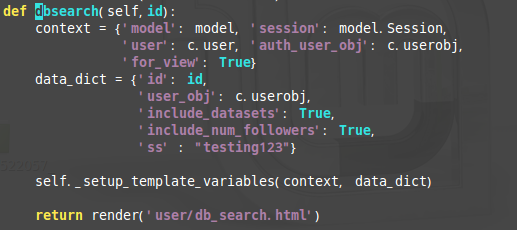 def dbsearch(self, id):
    context = {'model': model, 'session': model.Session,
               'user': c.user, 'auth_user_obj': c.userobj,
               'for_view': True}
    data_dict = {'id': id,
                 'user_obj': c.userobj,
                 'include_datasets': True,
                 'include_num_followers': True,
                 'ss' : "testing123"}

    self._setup_template_variables(context, data_dict)

    return render('user/db_search.html')